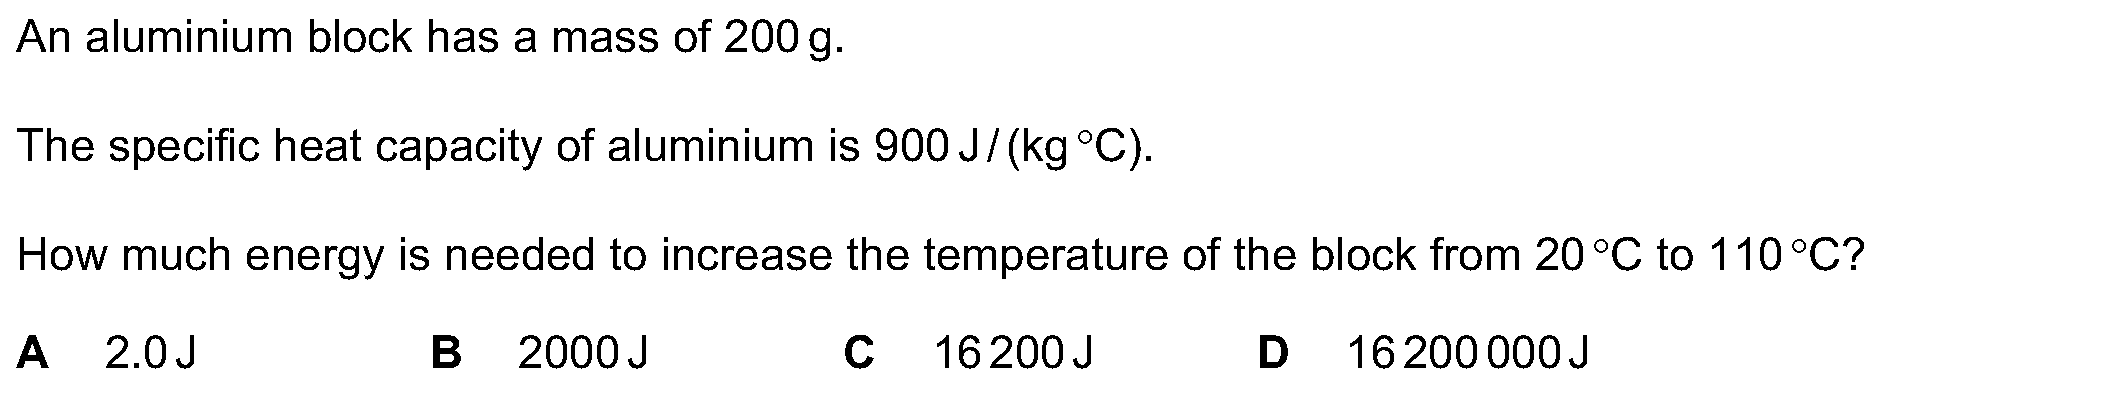 An aluminium block has a mass of 200 g.
The specific heat capacity of aluminium is 900 J / (kg °C).
How much energy is needed to increase the temperature of the block from 20 °C to 110 °C?
A 2.0 J B 2000 J C 16 200 J D 16 200 000 J